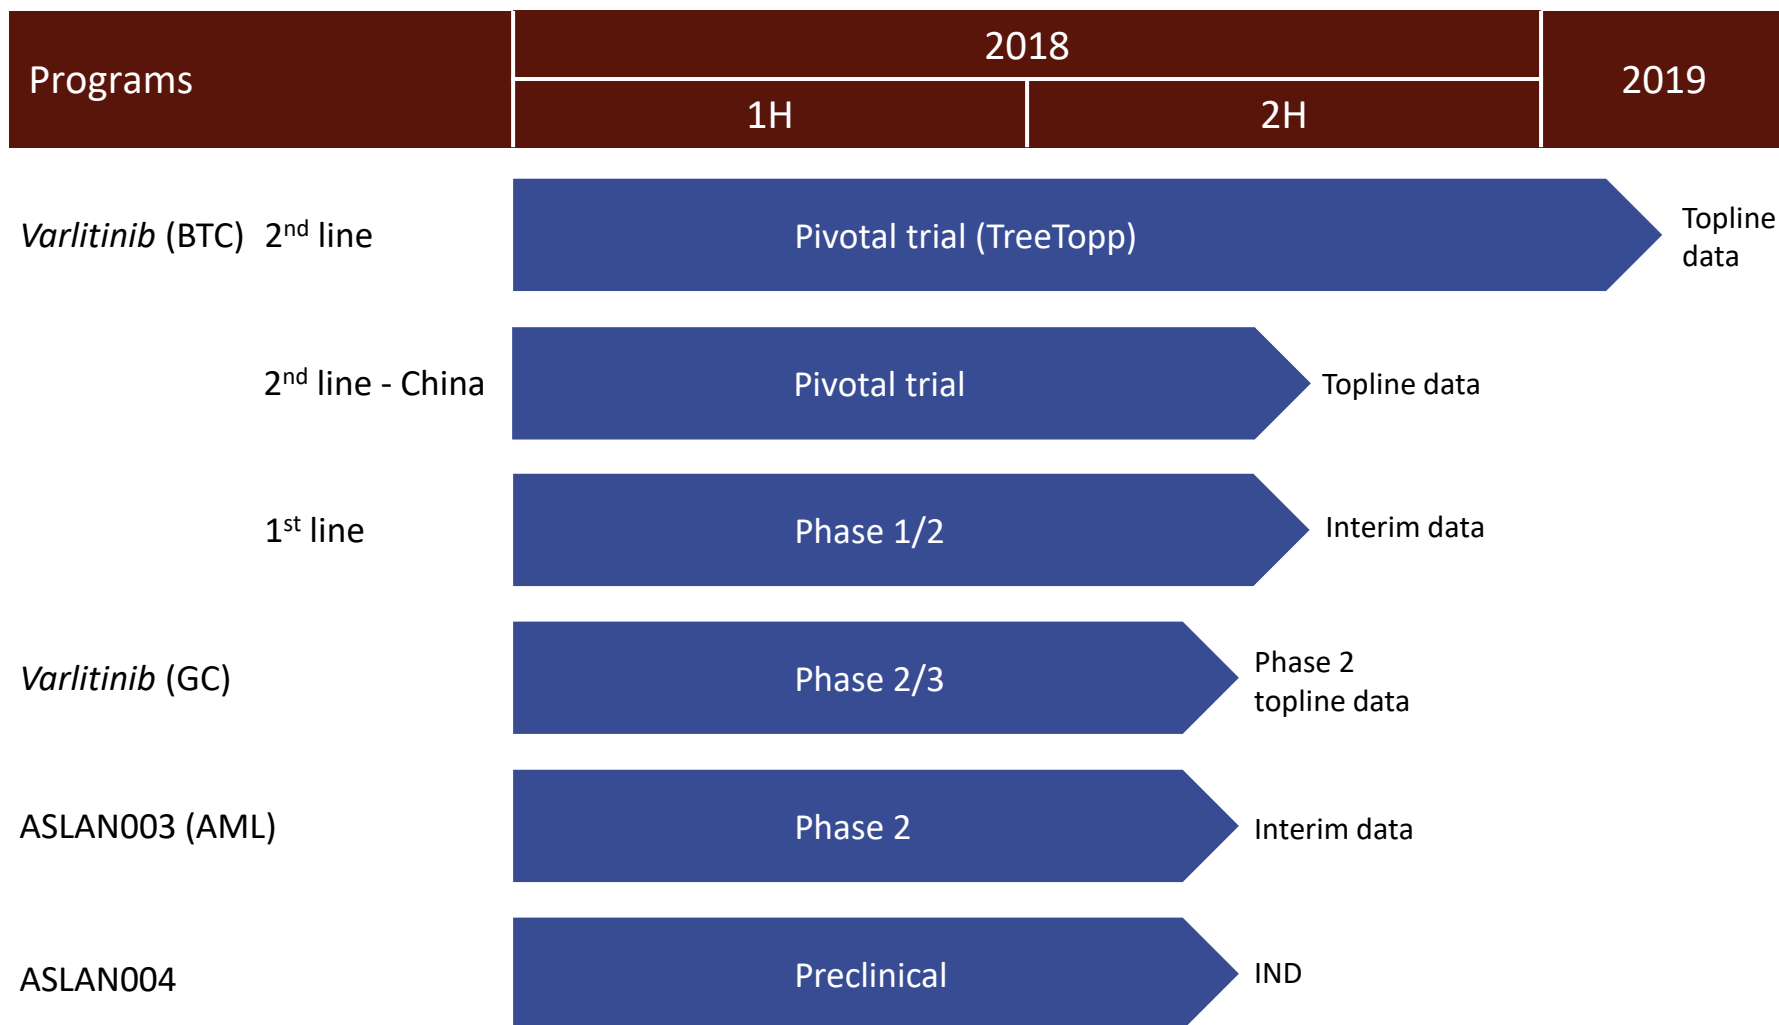 Programs
2018
2019
1H
2H
Varlitinib (BTC) 2nd line
Pivotal trial (TreeTopp)
Topline
data
2nd line - China
Pivotal trial
Topline data
1st line
Phase 1/2
Interim data
Varlitinib (GC)
Phase 2/3
Phase 2
topline data
ASLAN003 (AML)
Phase 2
Interim data
ASLAN004
Preclinical
IND